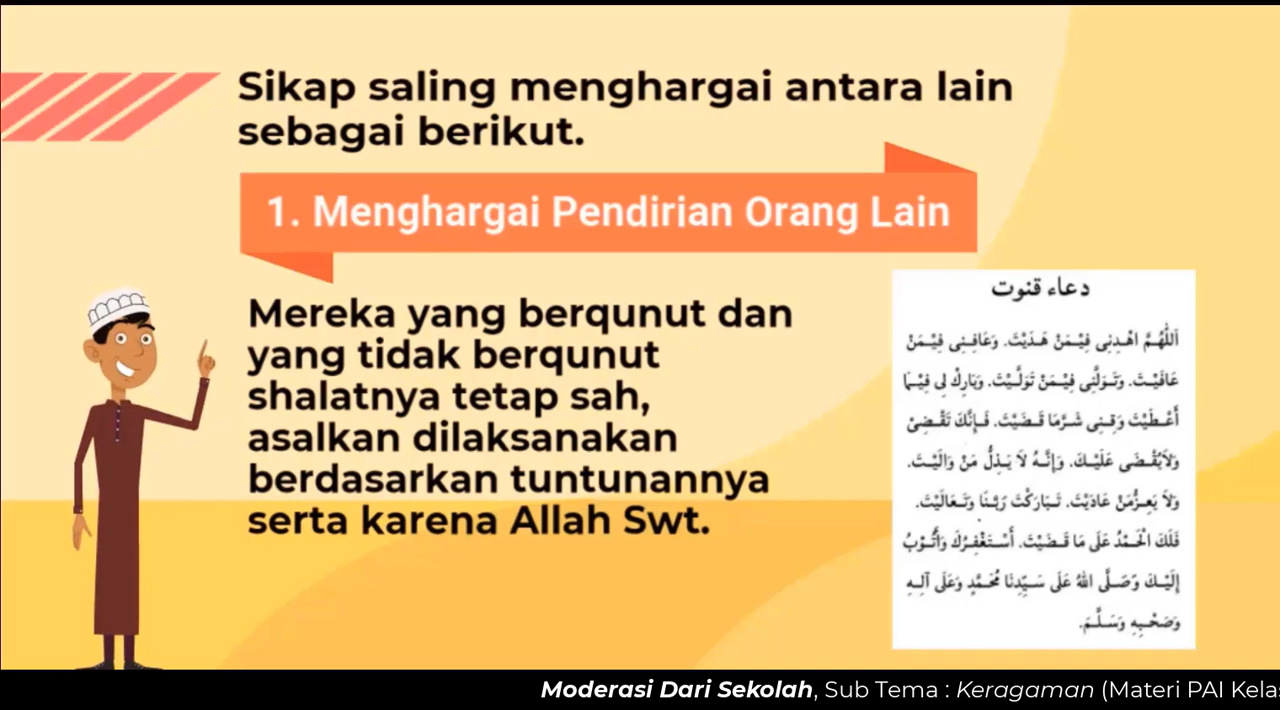 Sikap saling menghargai antara lain
sebagai berikut.
1. Menghargai Pendirian Orang Lain
Mereka yang berqunut dan
yang tidak berqunut
shalatnya tetap sah,
asalkan dilaksanakan
berdasarkan tuntunannya
serta karena Allah Swt.
دعاء قنوت
اَللّٰهُمَّ اهْدِنِى فِيْمَنْ هَدَيْتَ. وَعَافِنِى فِيْمَنْ
عَافَيْتَ. وَتَوَلَّنِى فِيْمَنْ تَوَلَّيْتَ. وَبَارِكْ لِى فِيْمَا
أَعْطَيْتَ وَقِنِى شَرَّمَا قَضَيْتَ. فَإِنَّكَ تَقْضِىْ
وَلَايُقْضَى عَلَيْكَ. وَإِنَّهُ لَا يَذِلُّ مَنْ وَالَيْتَ.
وَلَا يَعِزُّمَنْ عَادَيْتَ. تَبَارَكْتَ رَبَّنَا وَتَعَالَيْتَ.
فَلَكَ الْحَمْدُ عَلَى مَا قَضَيْتَ. أَسْتَغْفِرُكَ وَأَتُوْبُ
إِلَيْكَ وَصَلَّى اللهُ عَلَى سَيِّدِنَا مُحَمَّدٍ وَعَلَى آلِهِ
وَصَحْبِهِ وَسَلَّمَ.
Moderasi Dari Sekolah, Sub Tema : Keragaman (Materi PAI Kelas